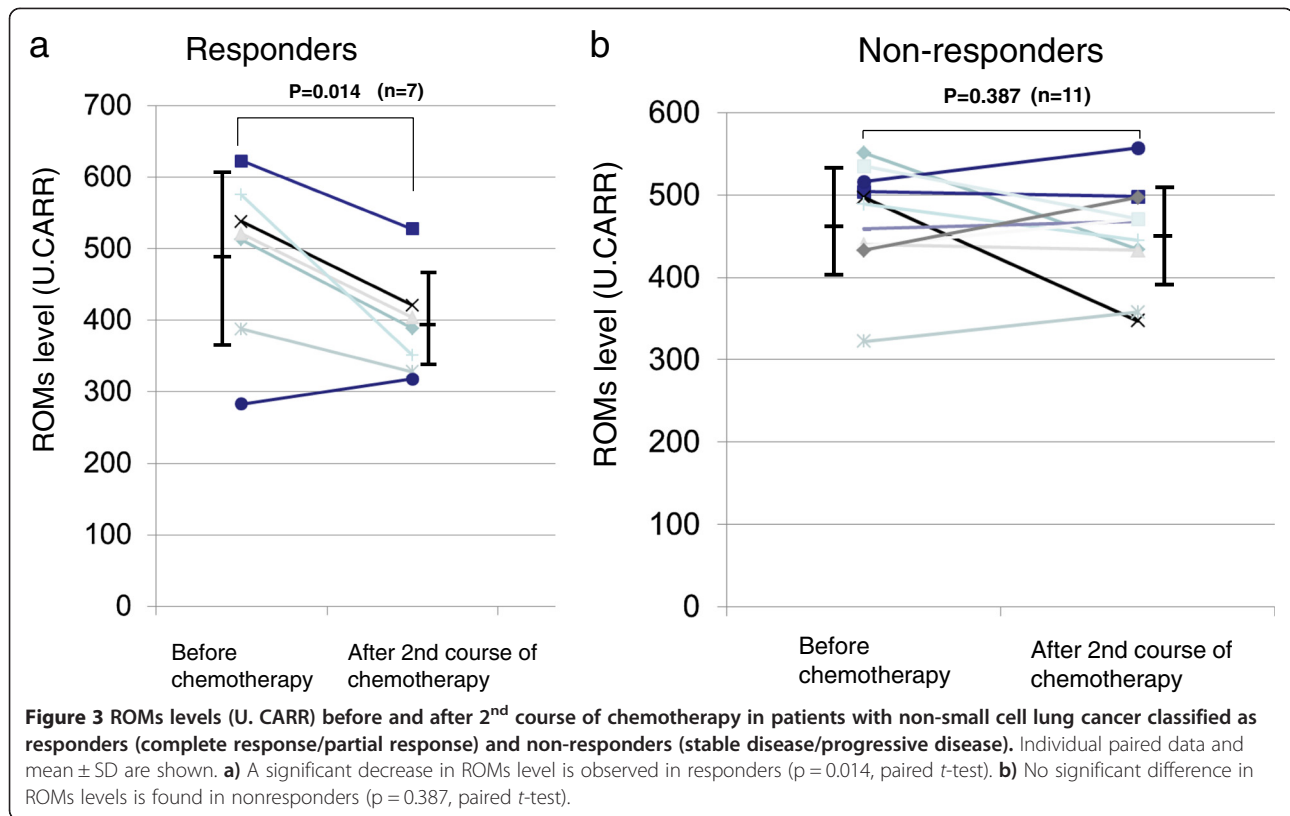 a
Responders
P=0.014 (n=7)
700
600
500
400
300
200
100
0
ROMs level (U.CARR)
Before
chemotherapy
After 2nd course of
chemotherapy
b
Non-responders
P=0.387 (n=11)
600
500
400
300
200
100
0
ROMs level (U.CARR)
Before
chemotherapy
After 2nd course of
chemotherapy
Figure 3 ROMs levels (U. CARR) before and after 2nd course of chemotherapy in patients with non-small cell lung cancer classified as
responders (complete response/partial response) and non-responders (stable disease/progressive disease). Individual paired data and
mean ± SD are shown. a) A significant decrease in ROMs level is observed in responders (p = 0.014, paired t-test). b) No significant difference in
ROMs levels is found in nonresponders (p = 0.387, paired t-test).